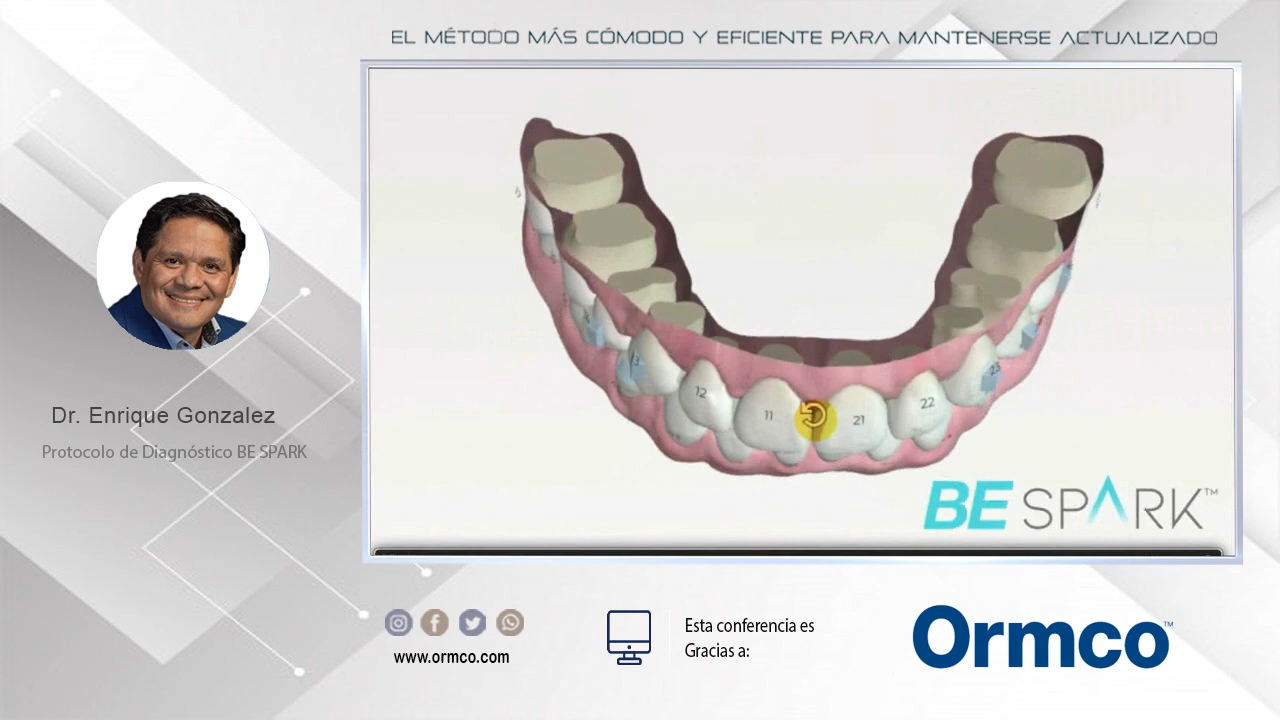 EL MÉTODO MÁS CÓMODO Y EFICIENTE PARA MANTENERSE ACTUALIZADO
13
12
11
21
22
23
BE SPARK™
Dr. Enrique Gonzalez
Protocolo de Diagnóstico BE SPARK
www.ormco.com
Esta conferencia es
Gracias a:
Ormco™